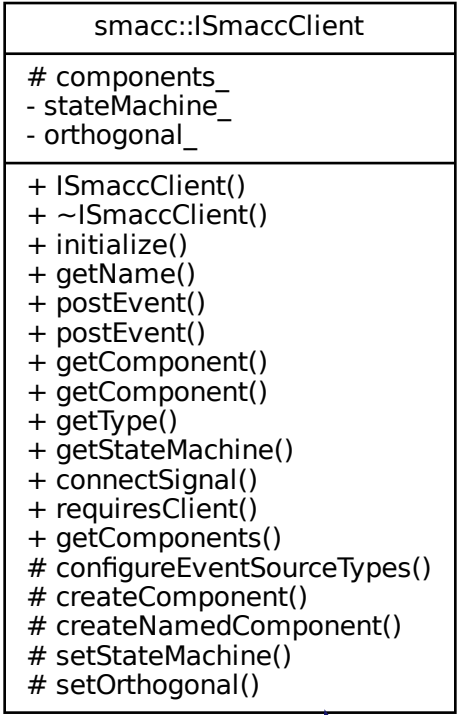 smacc::ISmaccClient
# components_
- stateMachine_
- orthogonal_
+ ISmaccClient()
+ ~ISmaccClient()
+ initialize()
+ getName()
+ postEvent()
+ postEvent()
+ getComponent()
+ getComponent()
+ getType()
+ getStateMachine()
+ connectSignal()
+ requiresClient()
+ getComponents()
# configureEventSourceTypes()
# createComponent()
# createNamedComponent()
# setStateMachine()
# setOrthogonal()